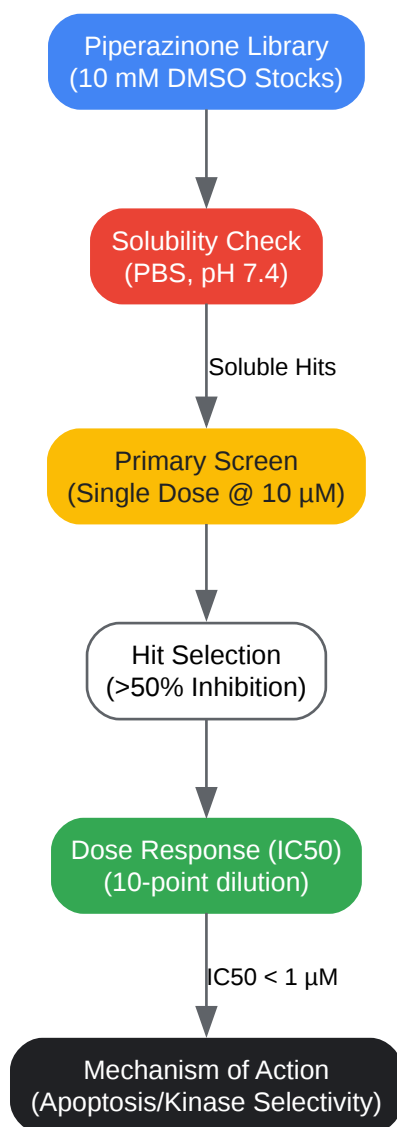 Piperazinone Library
(10 mM DMSO Stocks)
Solubility Check
(PBS, pH 7.4)
Soluble Hits
Primary Screen
(Single Dose @ 10 µM)
Hit Selection
(>50% Inhibition)
Dose Response (IC50)
(10-point dilution)
IC50 < 1 µM
Mechanism of Action
(Apoptosis/Kinase Selectivity)